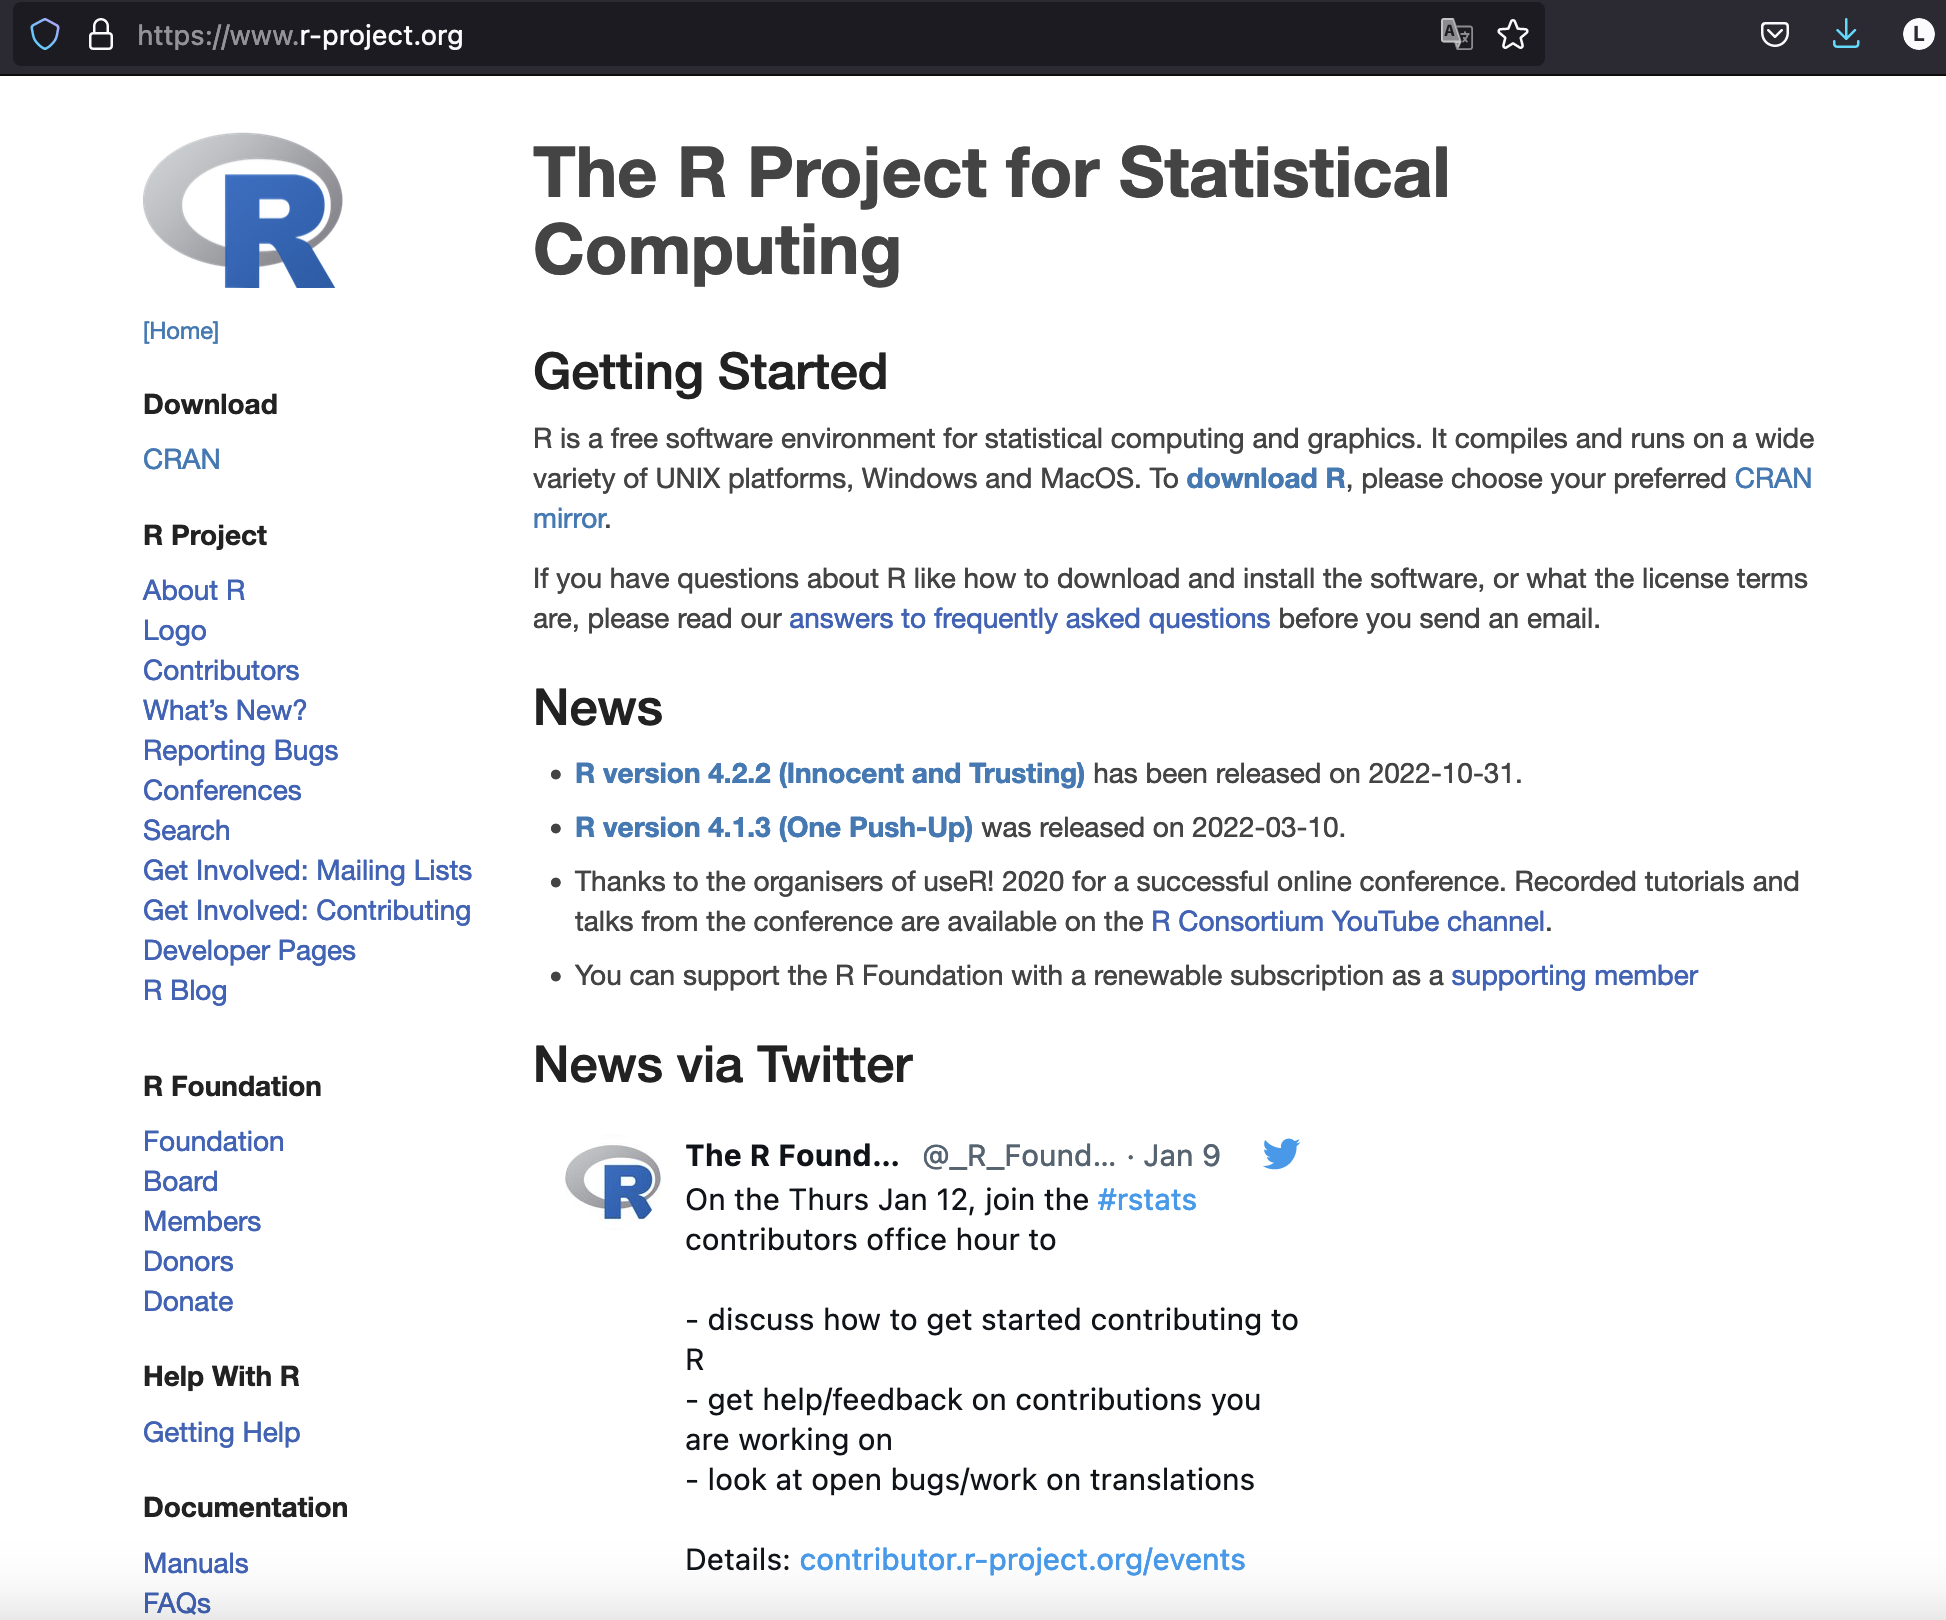 https://www.r-project.org
L
R
[Home]
Download
CRAN
R Project
About R
Logo
Contributors
What's New?
Reporting Bugs
Conferences
Search
Get Involved: Mailing Lists
Get Involved: Contributing
Developer Pages
R Blog
R Foundation
Foundation
Board
Members
Donors
Donate
Help With R
Getting Help
Documentation
Manuals
FAQs
The R Project for Statistical
Computing
Getting Started
R is a free software environment for statistical computing and graphics. It compiles and runs on a wide
variety of UNIX platforms, Windows and MacOS. To download R, please choose your preferred CRAN
mirror.
If you have questions about R like how to download and install the software, or what the license terms
are, please read our answers to frequently asked questions before you send an email.
News
• R version 4.2.2 (Innocent and Trusting) has been released on 2022-10-31.
• R version 4.1.3 (One Push-Up) was released on 2022-03-10.
• Thanks to the organisers of useR! 2020 for a successful online conference. Recorded tutorials and
talks from the conference are available on the R Consortium YouTube channel.
• You can support the R Foundation with a renewable subscription as a supporting member
News via Twitter
R
The R Found... @_R_Found... · Jan 9
On the Thurs Jan 12, join the #rstats
contributors office hour to
- discuss how to get started contributing to
R
- get help/feedback on contributions you
are working on
- look at open bugs/work on translations
Details: contributor.r-project.org/events